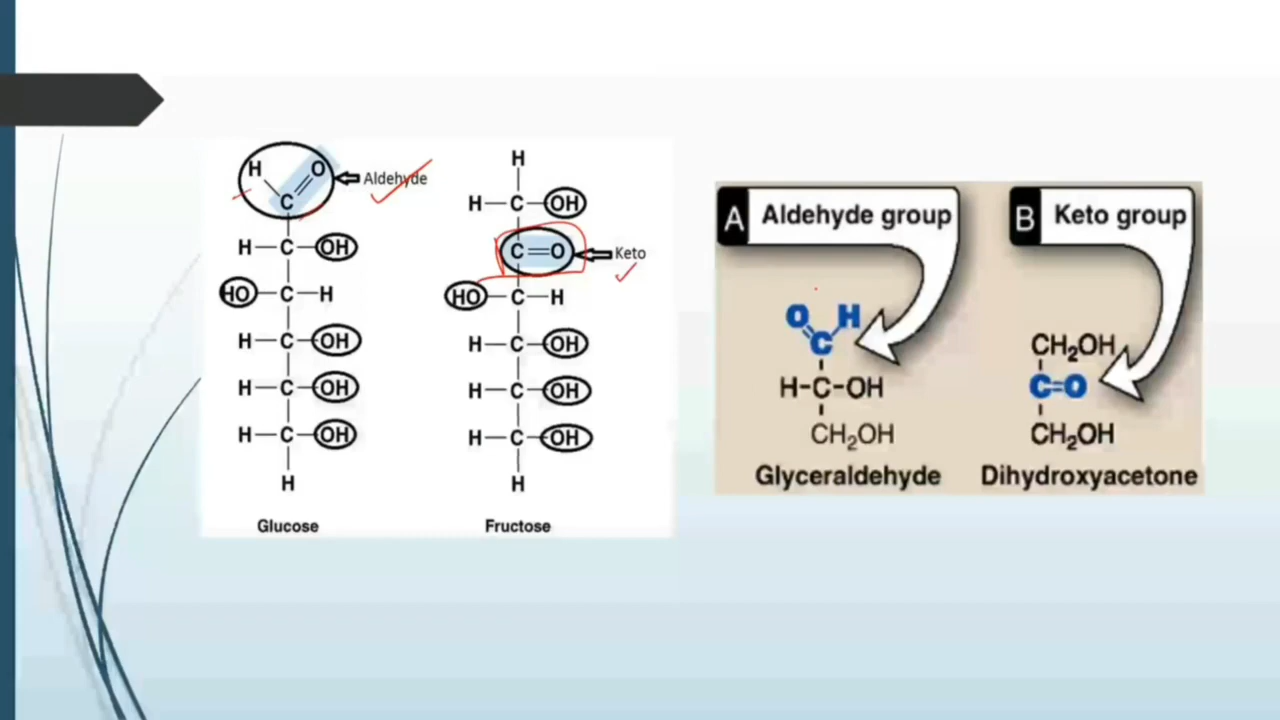 H O
C
Aldehyde
H—C—OH
HO—C—H
H—C—OH
H—C—OH
H—C—OH
H
Glucose
H
H—C—OH
C=O
Keto
HO—C—H
H—C—OH
H—C—OH
H—C—OH
H
Fructose
A Aldehyde group
O H
C
H-C-OH
CH₂OH
Glyceraldehyde
B Keto group
CH₂OH
C=O
CH₂OH
Dihydroxyacetone